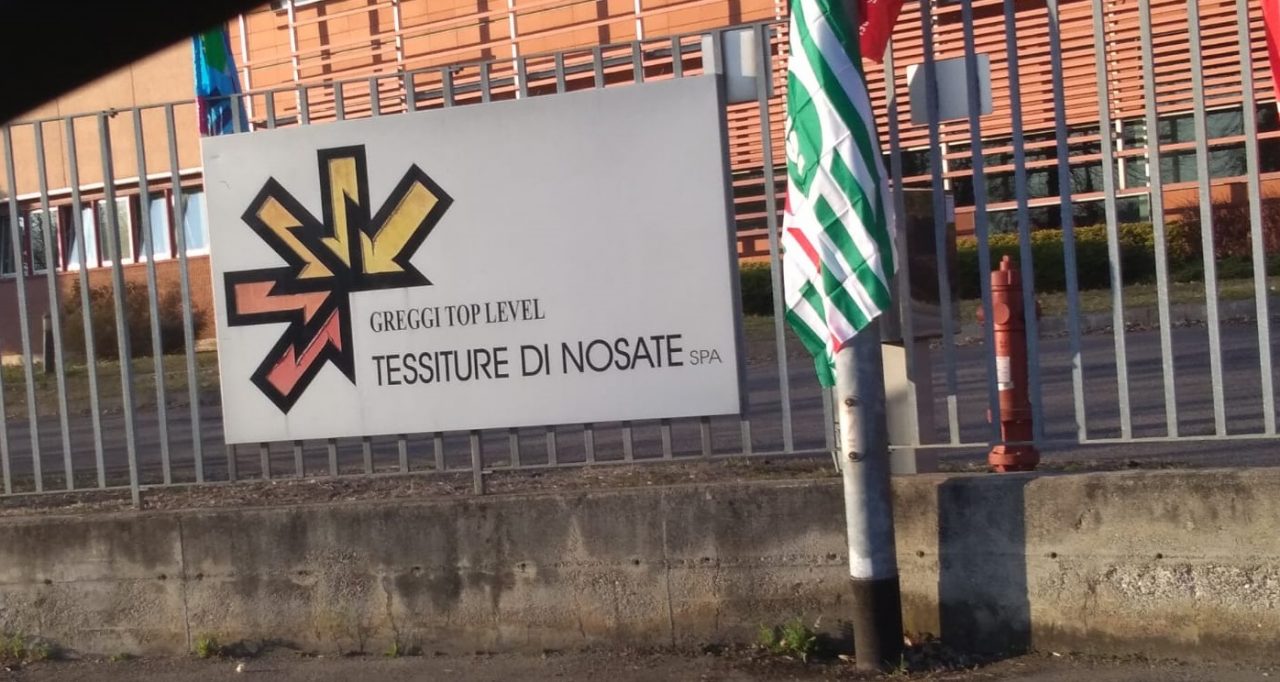 GREGGI TOP LEVEL
TESSITURE DI NOSATE SPA